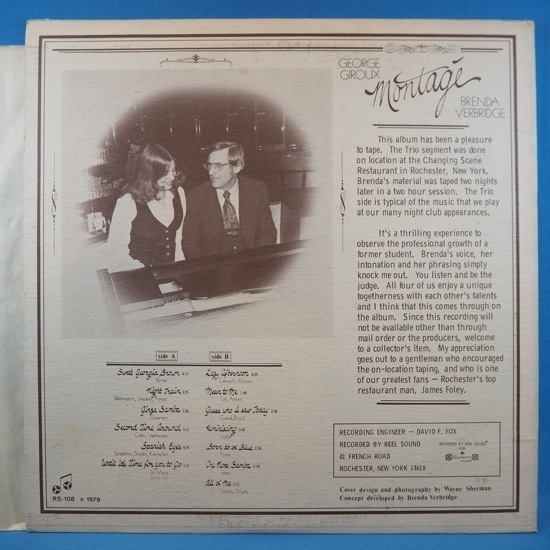 GEORGE
GIROUX
Montage
BRENDA
VERBRIDGE
This album has been a pleasure
to tape. The Trio segment was done
on location at the Changing Scene
Restaurant in Rochester, New York.
Brenda's material was taped two nights
later in a two hour session. The Trio
side is typical of the music that we play
at our many night club appearances.
It's a thrilling experience to
observe the professional growth of a
former student. Brenda's voice, her
intonation and her phrasing simply
knock me out. You listen and be the
judge. All four of us enjoy a unique
togetherness with each other's talents
and I think that this comes through on
the album. Since this recording will
not be available other than through
mail order or the producers, welcome
to a collector's item. My appreciation
goes out to a gentleman who encouraged
the on-location taping, and who is one
of our greatest fans – Rochester's top
restaurant man, James Foley.
side A
Sweet Georgia Brown
Night Train
Ginza Samba
Second Time Around
Spanish Eyes
Until It's Time for you to Go
side B
Lazy Afternoon
Mean to Me
Guess who I saw Today
Reminiscing
Born to be Blue
One Note Samba
All of Me
RECORDING ENGINEER – DAVID F. FOX
RECORDED BY REEL SOUND
41 FRENCH ROAD
ROCHESTER, NEW YORK 14618
RS-108 © 1979
Cover design and photography by Wayne Sherman
Concept developed by Brenda Verbridge